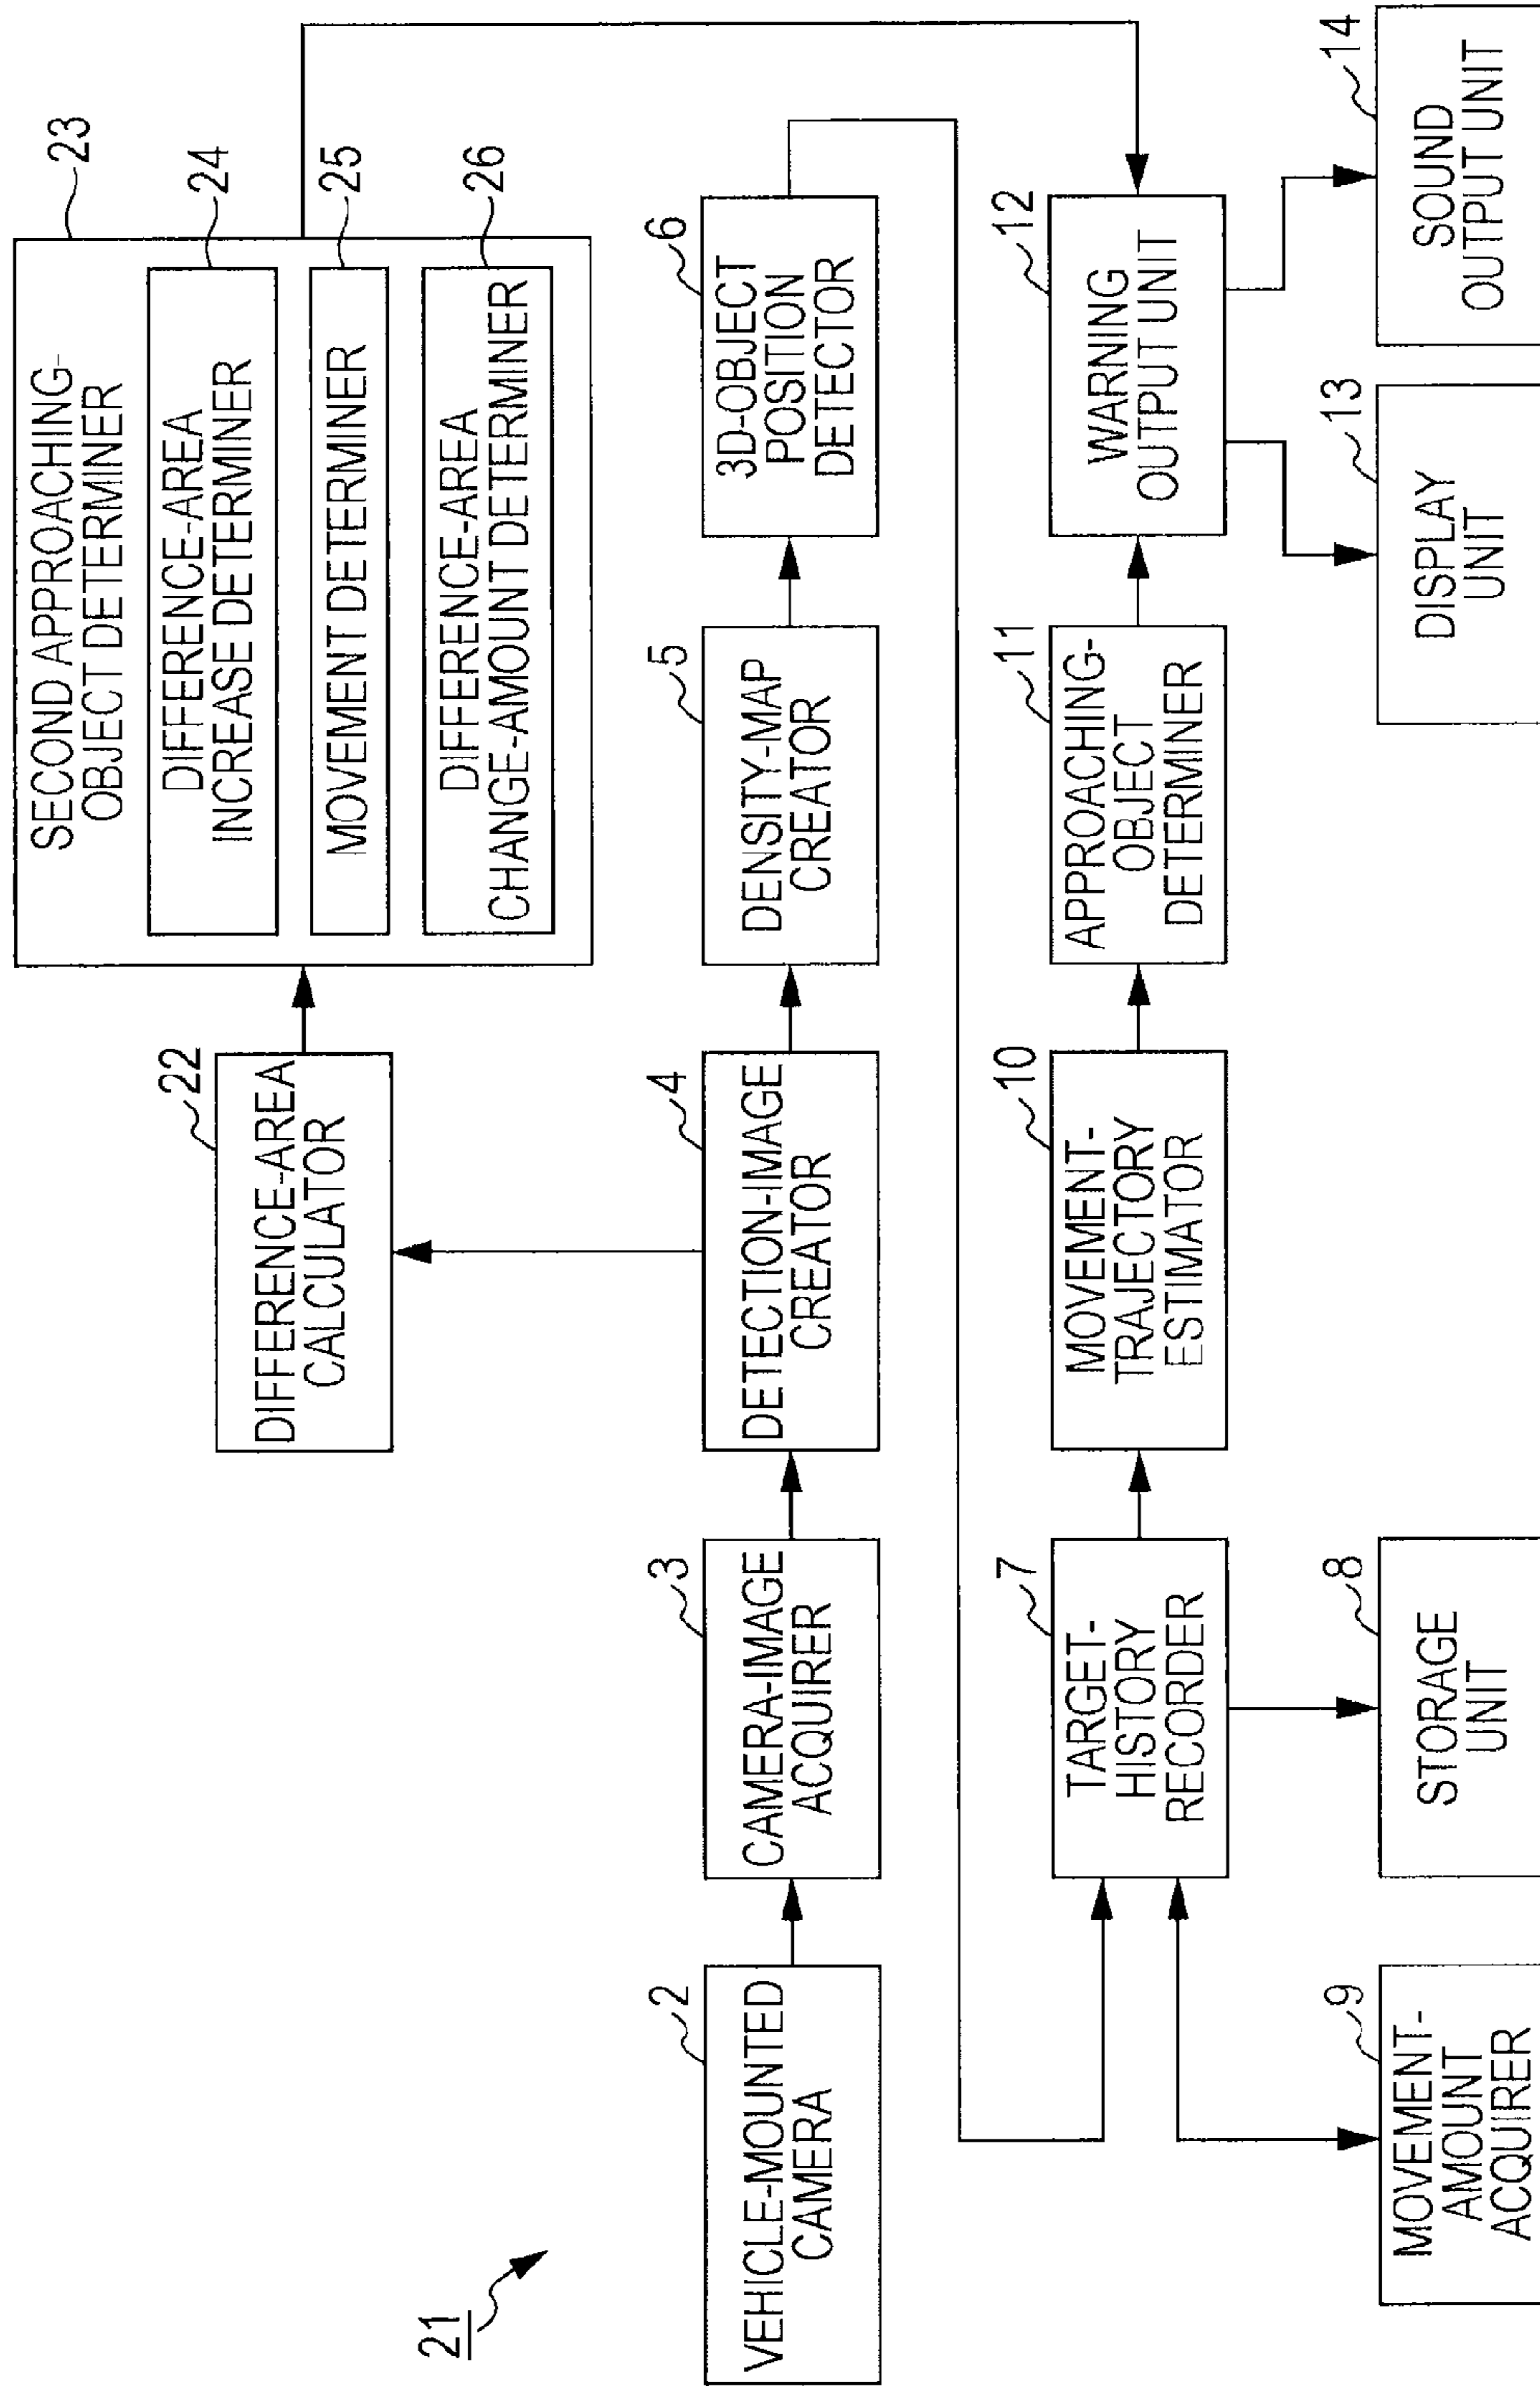 21
23
SECOND APPROACHING-
OBJECT DETERMINER
24
DIFFERENCE-AREA
INCREASE DETERMINER
25
MOVEMENT DETERMINER
26
DIFFERENCE-AREA
CHANGE-AMOUNT DETERMINER
22
DIFFERENCE-AREA
CALCULATOR
2
VEHICLE-MOUNTED
CAMERA
3
CAMERA-IMAGE
ACQUIRER
4
DETECTION-IMAGE
CREATOR
5
DENSITY-MAP
CREATOR
6
3D-OBJECT
POSITION
DETECTOR
7
TARGET-
HISTORY
RECORDER
10
MOVEMENT-
TRAJECTORY
ESTIMATOR
11
APPROACHING-
OBJECT
DETERMINER
12
WARNING
OUTPUT UNIT
9
MOVEMENT-
AMOUNT
ACQUIRER
8
STORAGE
UNIT
13
DISPLAY
UNIT
14
SOUND
OUTPUT UNIT